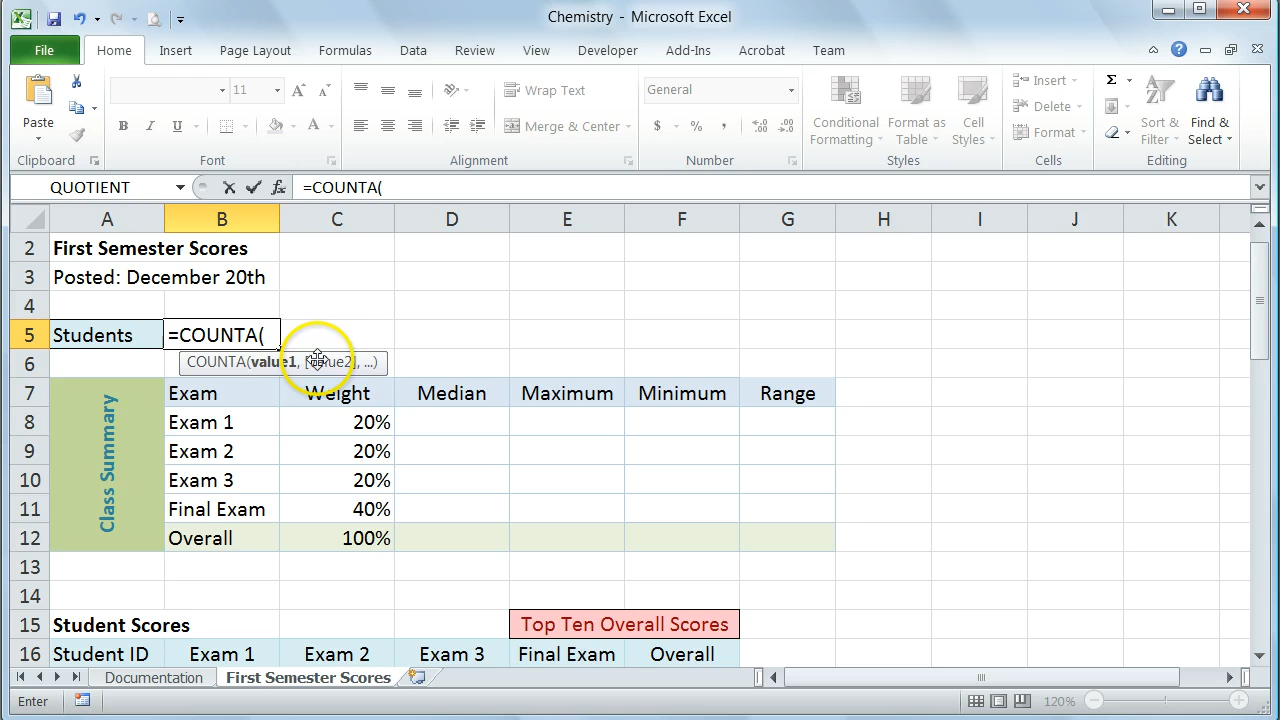 Chemistry - Microsoft Excel
File Home Insert Page Layout Formulas Data Review View Developer Add-Ins Acrobat Team
Paste
Clipboard
11
Font
Wrap Text
Merge & Center
Alignment
General
$ % ,
Number
Conditional Formatting
Format as Table
Cell Styles
Styles
Insert
Delete
Format
Cells
Sort & Filter
Find & Select
Editing
QUOTIENT =COUNTA(
A B C D E F G H I J K
2 First Semester Scores
3 Posted: December 20th
4
5 Students =COUNTA(
6 COUNTA(value1, [value2], ...)
Class Summary
7 Exam Weight Median Maximum Minimum Range
8 Exam 1 20%
9 Exam 2 20%
10 Exam 3 20%
11 Final Exam 40%
12 Overall 100%
13
14
15 Student Scores Top Ten Overall Scores
16 Student ID Exam 1 Exam 2 Exam 3 Final Exam Overall
Documentation First Semester Scores
Enter 120%